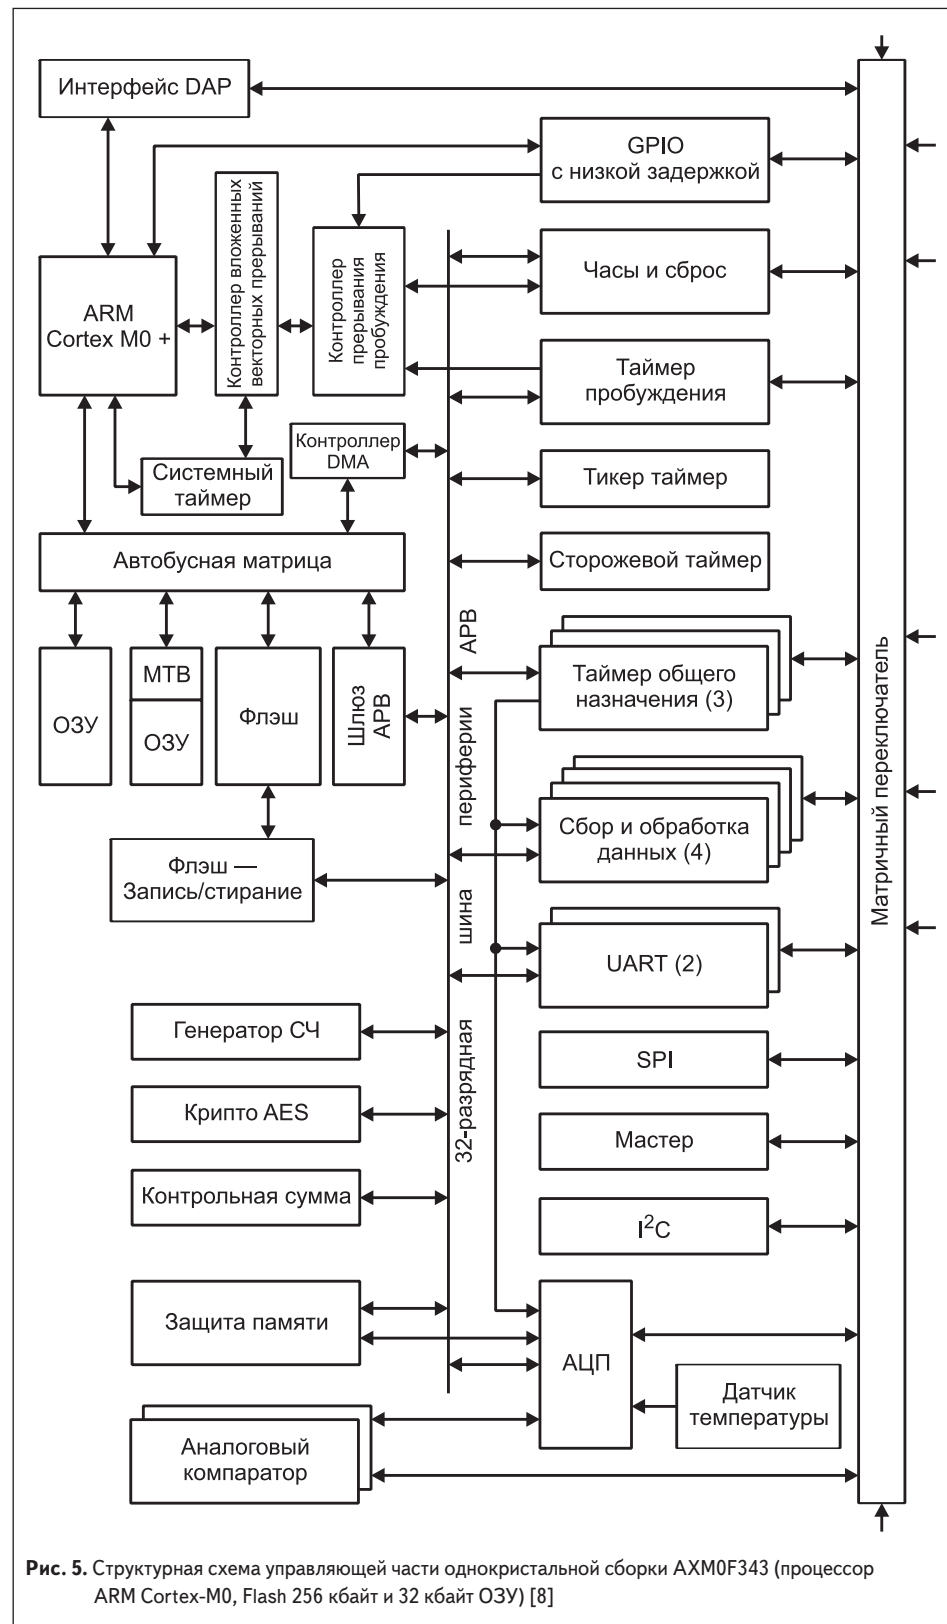 Интерфейс DAP
GPIO
с низкой задержкой
Контроллер вложенных
векторных прерываний
Контроллер
прерывания
пробуждения
Часы и сброс
ARM
Cortex M0 +
Таймер
пробуждения
Контроллер
DMA
Системный
таймер
Тикер таймер
Автобусная матрица
Сторожевой таймер
ОЗУ
MTB
ОЗУ
Флэш
Шлюз
APB
32-разрядная шина периферии APB
Таймер общего
назначения (3)
Матричный переключатель
Сбор и обработка
данных (4)
Флэш —
Запись/стирание
UART (2)
Генератор СЧ
SPI
Крипто AES
Мастер
Контрольная сумма
I²C
Защита памяти
АЦП
Датчик
температуры
Аналоговый
компаратор
Рис. 5. Структурная схема управляющей части однокристальной сборки AXM0F343 (процессор
ARM Cortex-M0, Flash 256 кбайт и 32 кбайт ОЗУ) [8]